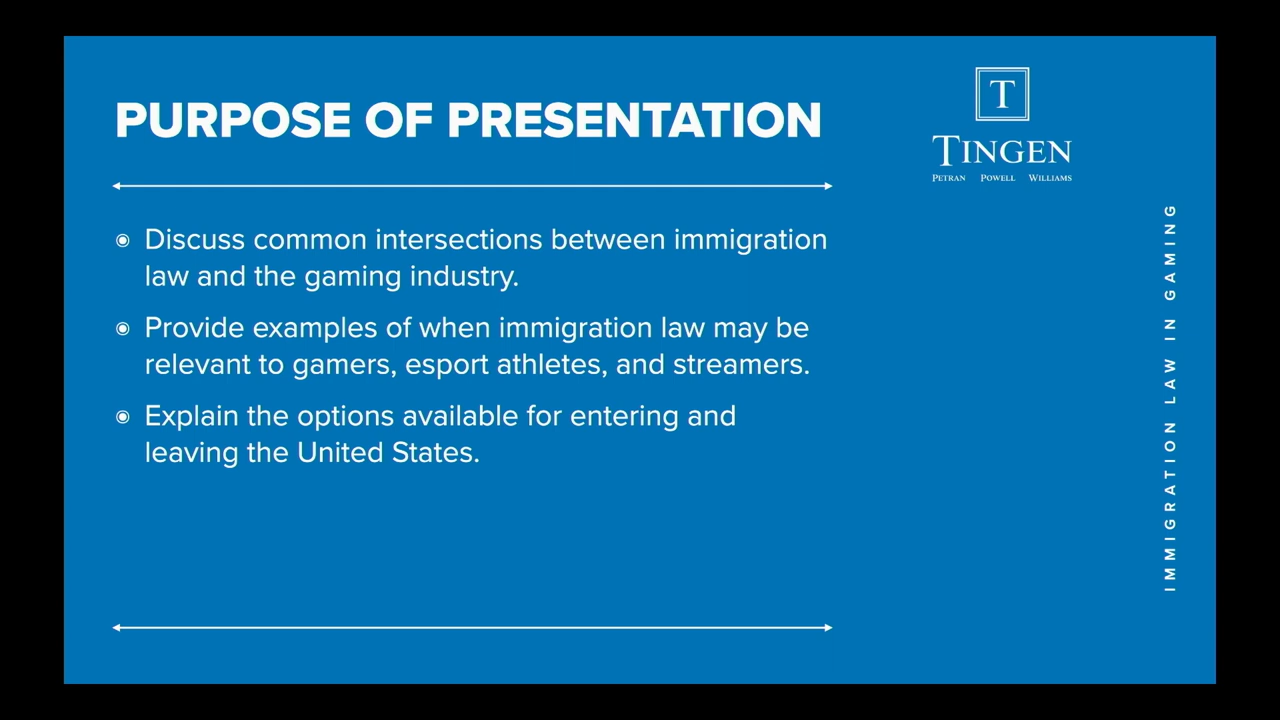 PURPOSE OF PRESENTATION
T
TINGEN
PETRAN POWELL WILLIAMS
Discuss common intersections between immigration
law and the gaming industry.
Provide examples of when immigration law may be
relevant to gamers, esport athletes, and streamers.
Explain the options available for entering and
leaving the United States.
IMMIGRATION LAW IN GAMING